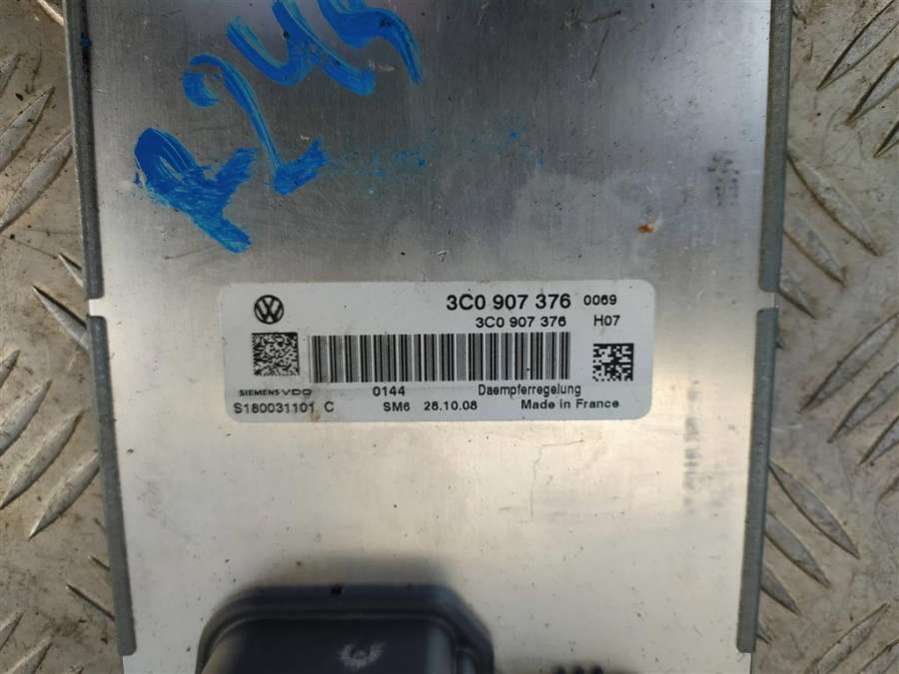 R245
3C0 907 376 0069
3C0 907 376 H07
SIEMENS VDO 0144 Daempferregelung
S180031101 C SM6 28.10.08 Made in France